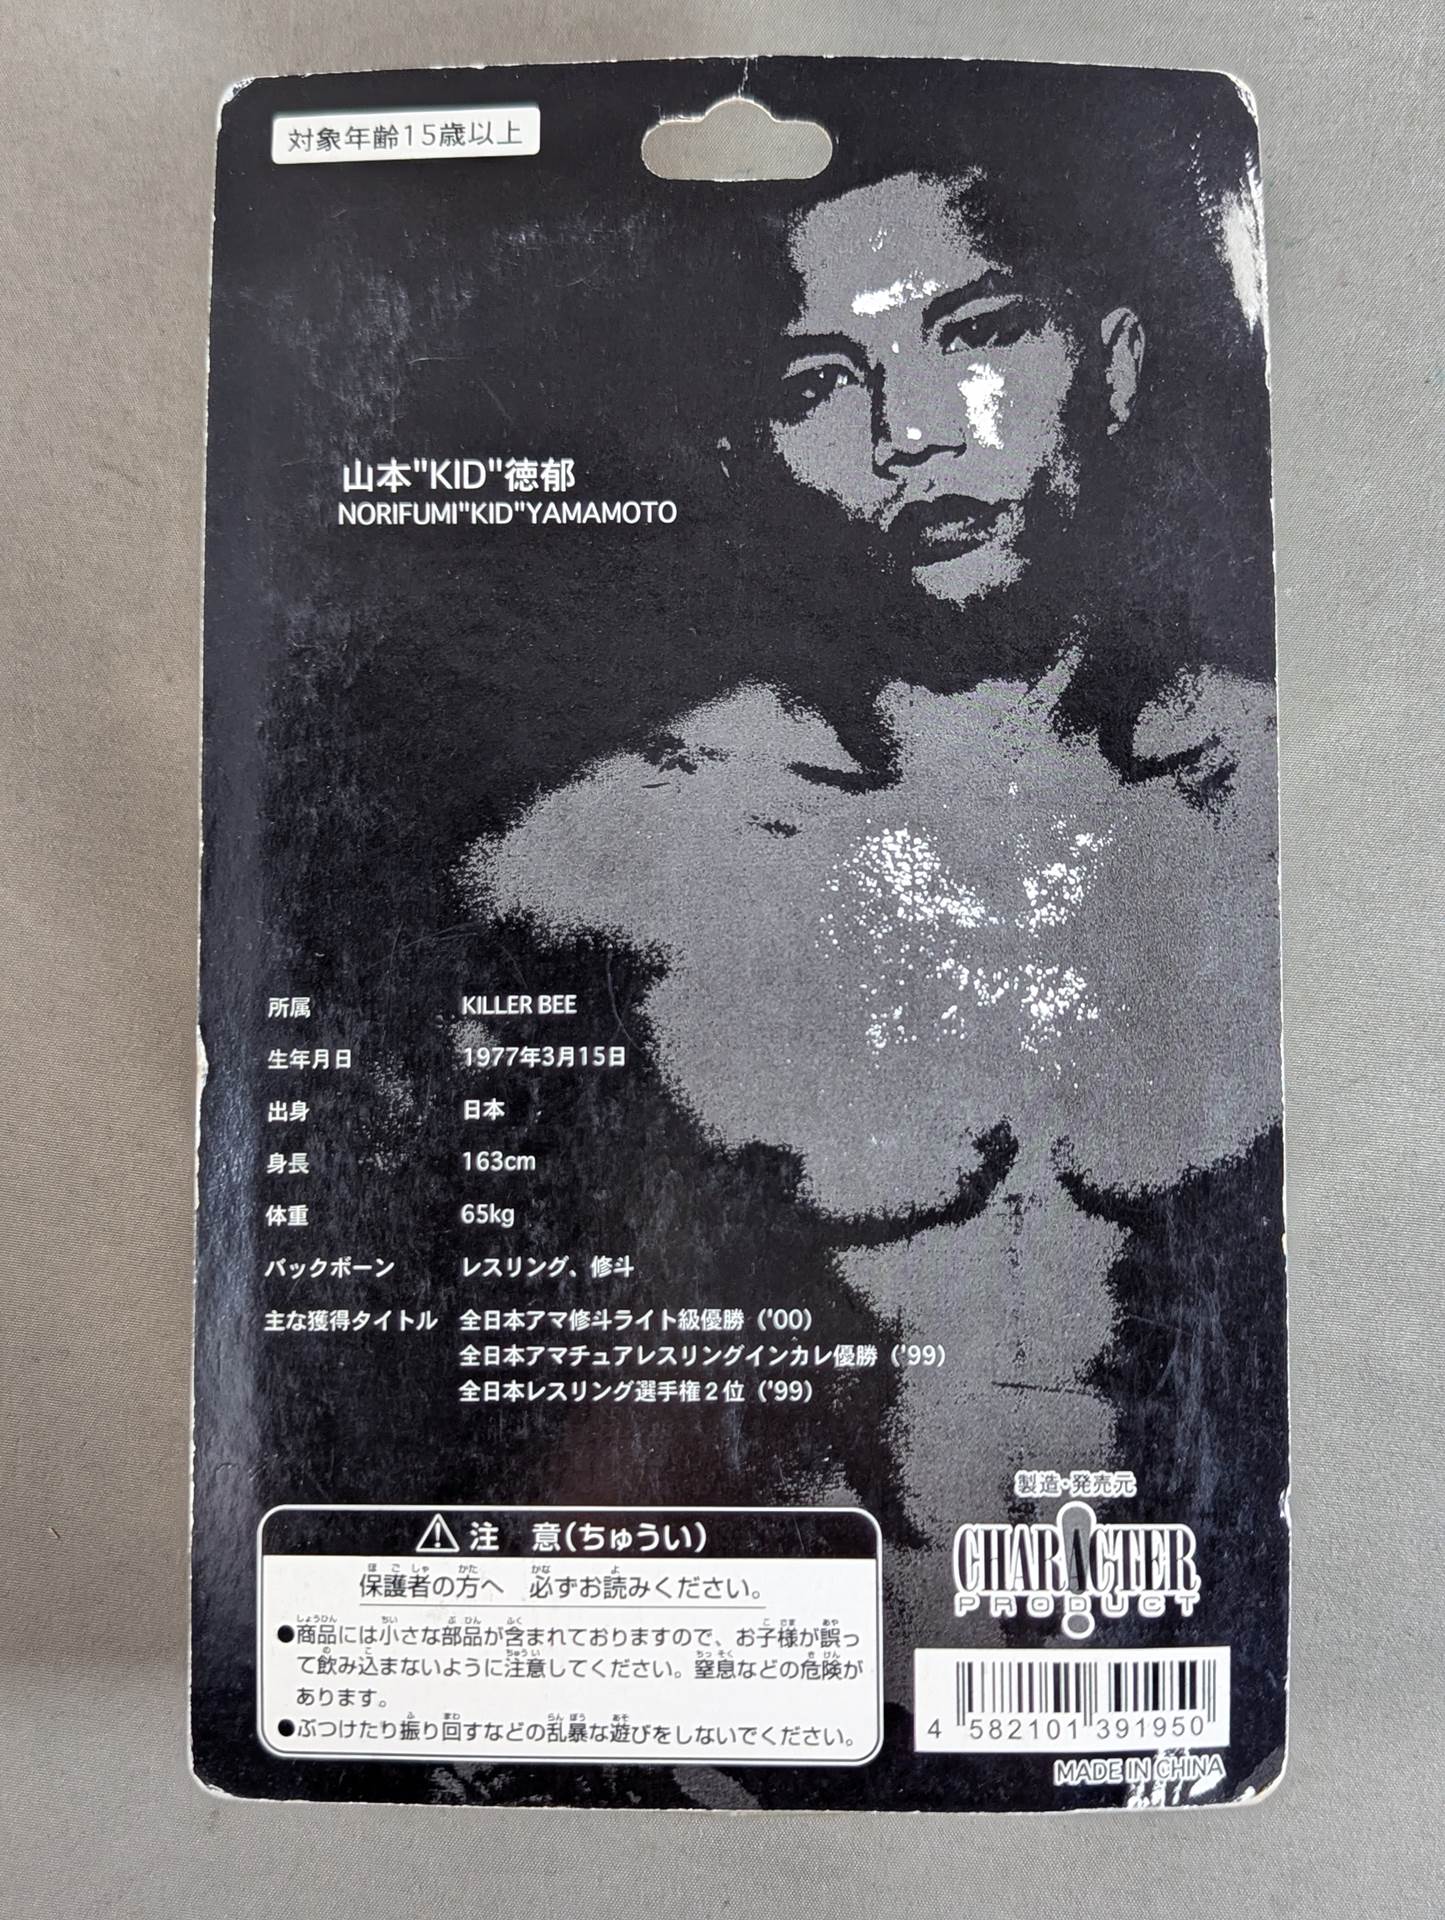 対象年齢15歳以上
山本"KID"徳郁
NORIFUMI"KID"YAMAMOTO
所属 KILLER BEE
生年月日 1977年3月15日
出身 日本
身長 163cm
体重 65kg
バックボーン レスリング、修斗
主な獲得タイトル 全日本アマ修斗ライト級優勝（'00）
全日本アマチュアレスリングインカレ優勝（'99）
全日本レスリング選手権２位（'99）
注 意(ちゅうい)
保護者の方へ 必ずお読みください。
●商品には小さな部品が含まれておりますので、お子様が誤っ
て飲み込まないように注意してください。窒息などの危険が
あります。
●ぶつけたり振り回すなどの乱暴な遊びをしないでください。
製造・発売元
CHARACTER
PRODUCT
4 582101 391950
MADE IN CHINA